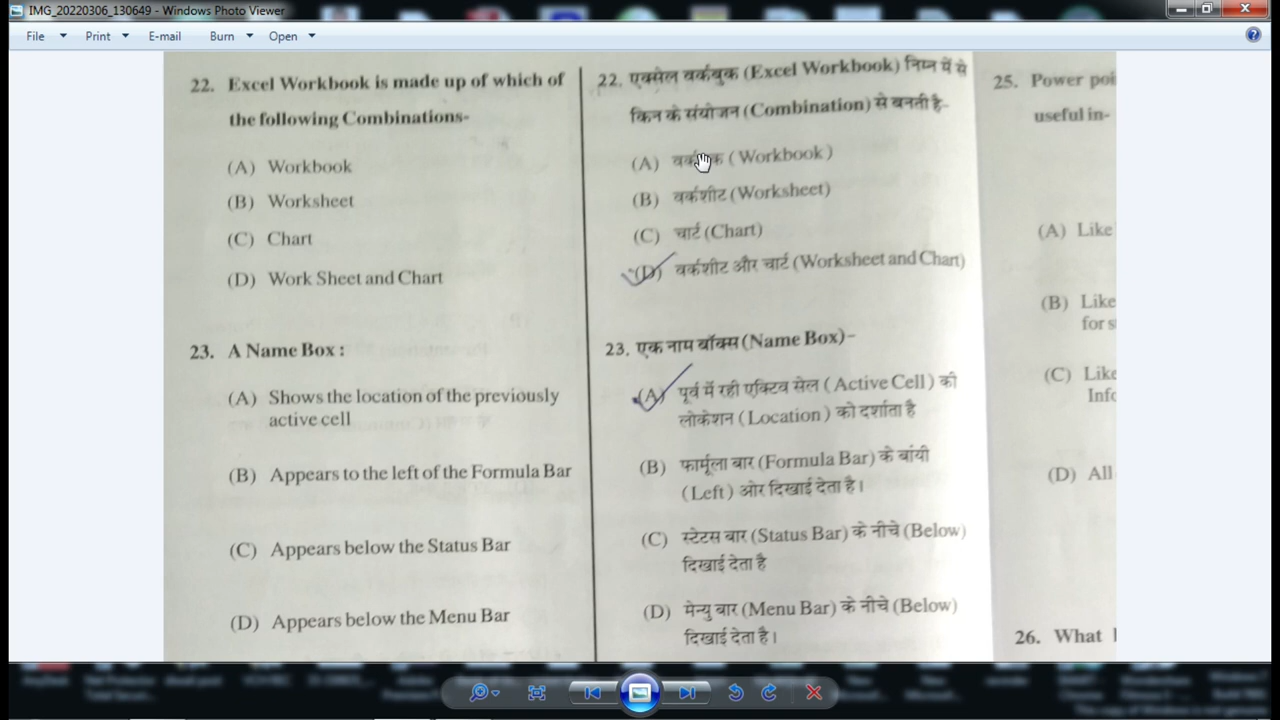 IMG_20220306_130649 - Windows Photo Viewer
File Print E-mail Burn Open
22. Excel Workbook is made up of which of
the following Combinations-
(A) Workbook
(B) Worksheet
(C) Chart
(D) Work Sheet and Chart
23. A Name Box :
(A) Shows the location of the previously
active cell
(B) Appears to the left of the Formula Bar
(C) Appears below the Status Bar
(D) Appears below the Menu Bar
22. एक्सेल वर्कबुक (Excel Workbook) निम्न में से
किन के संयोजन (Combination) से बनती है-
(A) (Workbook)
(B) वर्कशीट (Worksheet)
(C) चार्ट (Chart)
(D) वर्कशीट और चार्ट (Worksheet and Chart)
23. एक नाम बॉक्स (Name Box)-
(A) पूर्व में रही एक्टिव सेल ( Active Cell ) की
लोकेशन ( Location ) को दर्शाता है
(B) फार्मूला बार (Formula Bar) के बांयी
(Left) ओर दिखाई देता है।
(C) स्टेटस बार (Status Bar) के नीचे (Below)
दिखाई देता है
(D) मेन्यु बार (Menu Bar) के नीचे (Below)
दिखाई देता है।
25. Power poi
useful in-
(A) Like
(B) Like
for s
(C) Like
Info
(D) All
26. What